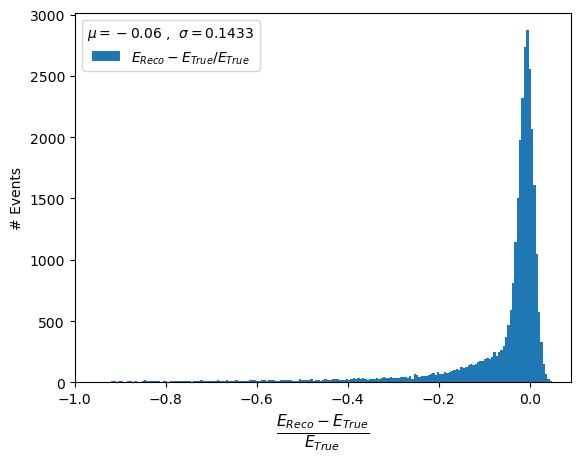 μ = − 0.06 , σ = 0.1433
E_Reco − E_True/E_True
# Events
3000
2500
2000
1500
1000
500
0
−1.0 −0.8 −0.6 −0.4 −0.2 0.0
E_Reco − E_True
E_True